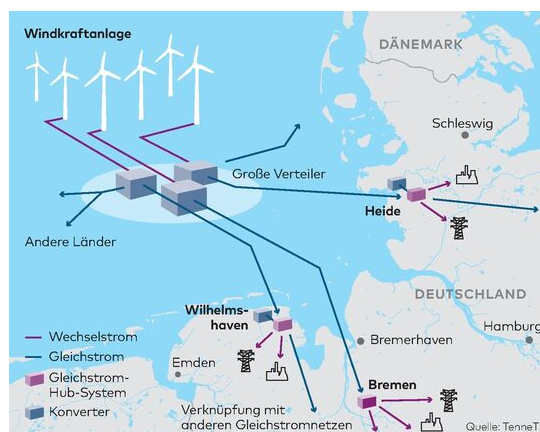 Windkraftanlage
DÄNEMARK
Schleswig
Große Verteiler
Heide
Andere Länder
DEUTSCHLAND
Wilhelms-
haven
Hamburg
Wechselstrom
Bremerhaven
Gleichstrom
Emden
Gleichstrom-
Hub-System
Bremen
Konverter
Verknüpfung mit
anderen Gleichstromnetzen
Quelle: TenneT